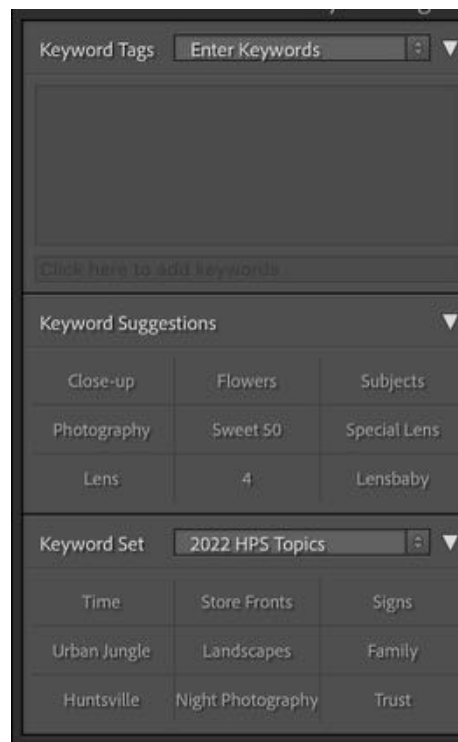 Keyword Tags Enter Keywords
Click here to add keywords
Keyword Suggestions
Close-up Flowers Subjects
Photography Sweet 50 Special Lens
Lens 4 Lensbaby
Keyword Set 2022 HPS Topics
Time Store Fronts Signs
Urban Jungle Landscapes Family
Huntsville Night Photography Trust